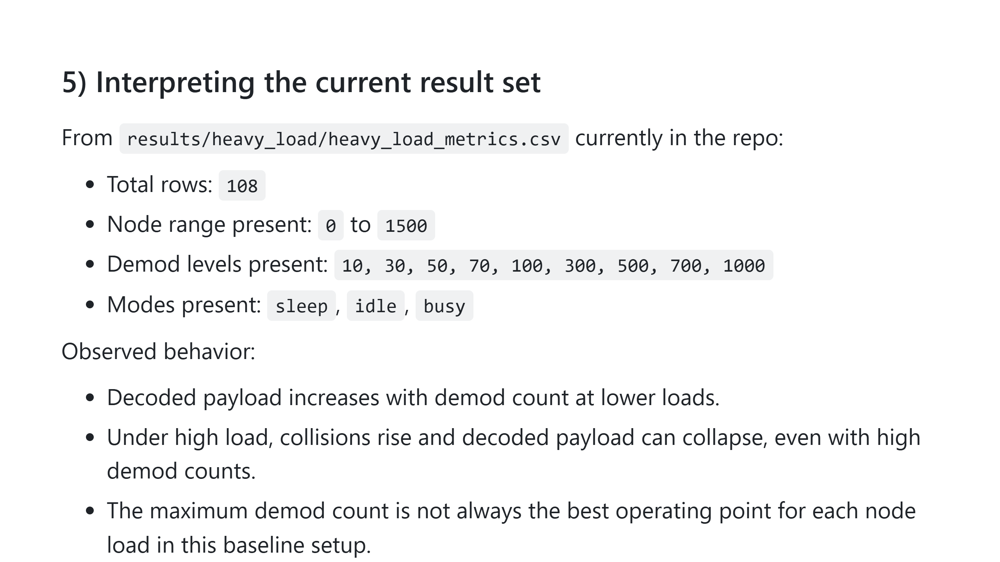 5) Interpreting the current result set
From results/heavy_load/heavy_load_metrics.csv currently in the repo:
• Total rows: 108
• Node range present: 0 to 1500
• Demod levels present: 10, 30, 50, 70, 100, 300, 500, 700, 1000
• Modes present: sleep, idle, busy
Observed behavior:
• Decoded payload increases with demod count at lower loads.
• Under high load, collisions rise and decoded payload can collapse, even with high
demod counts.
• The maximum demod count is not always the best operating point for each node
load in this baseline setup.